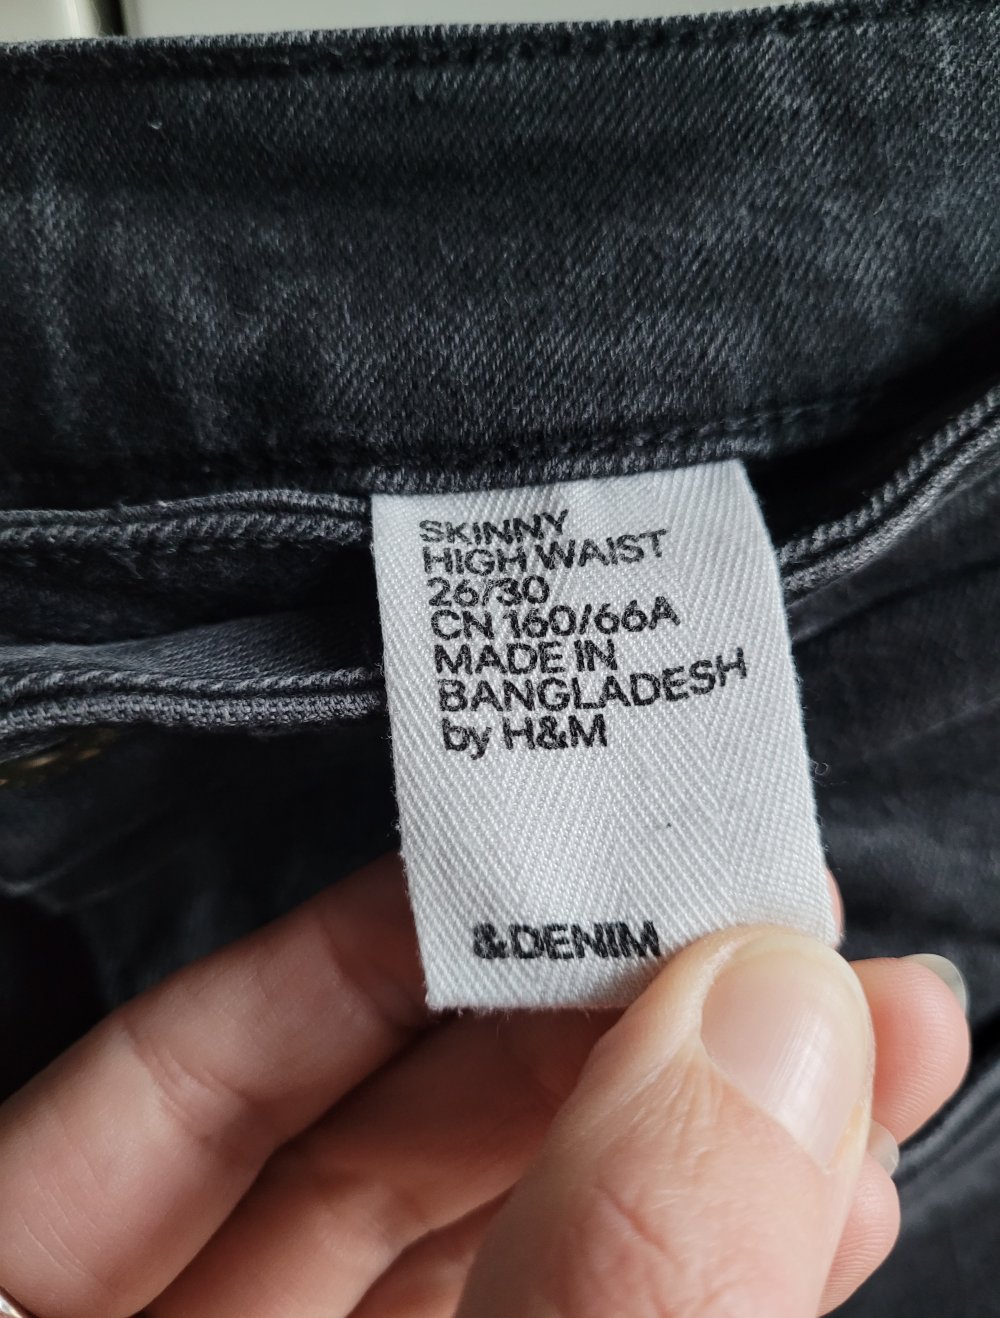 SKINNY
HIGH WAIST
26/30
CN 160/66A
MADE IN
BANGLADESH
by H&M
&DENIM